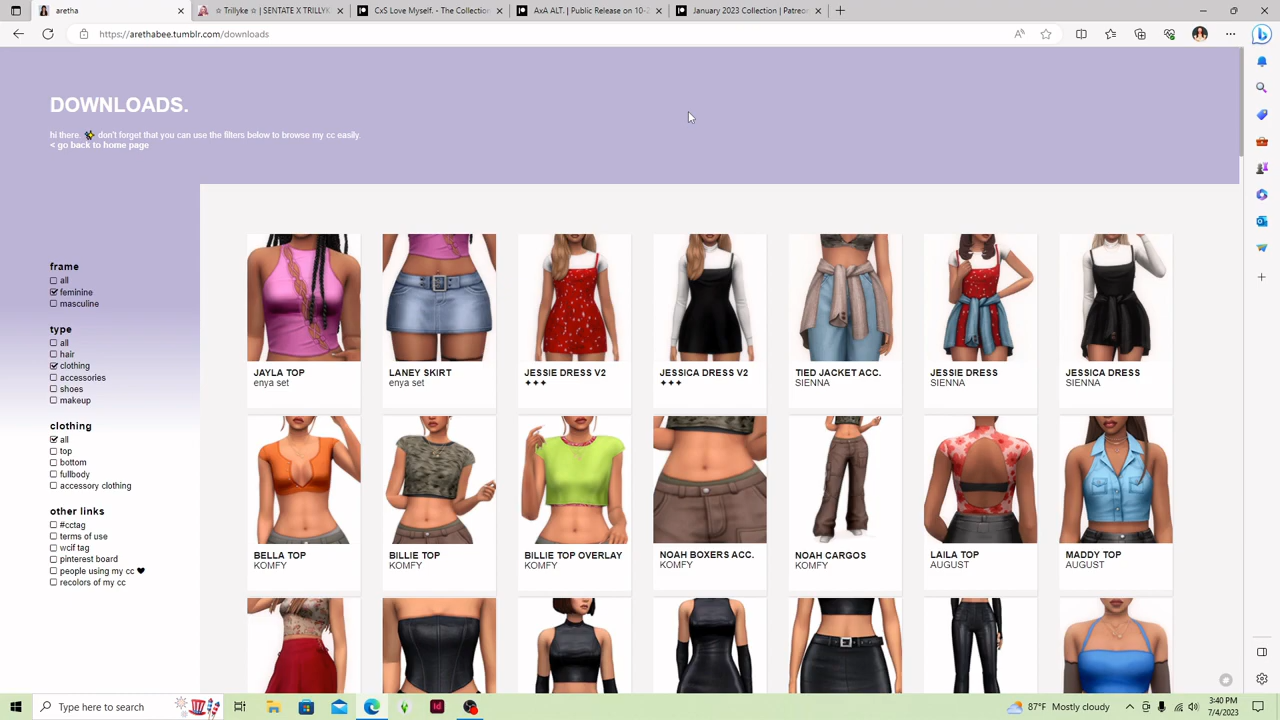 aretha
☆ Trillyke ☆ | SENTATE X TRILLYK
CxS Love Myself. - The Collection
AxA ALT. | Public Release on 10-2
January 2023 Collection | Patreo
https://arethabee.tumblr.com/downloads
DOWNLOADS.
hi there. ✨ don't forget that you can use the filters below to browse my cc easily.
< go back to home page
frame
all
feminine
masculine
type
all
hair
clothing
accessories
shoes
makeup
clothing
all
top
bottom
fullbody
accessory clothing
other links
#cctag
terms of use
wcif tag
pinterest board
people using my cc ♥
recolors of my cc
JAYLA TOP
enya set
LANEY SKIRT
enya set
JESSIE DRESS V2
✦✦✦
JESSICA DRESS V2
✦✦✦
TIED JACKET ACC.
SIENNA
JESSIE DRESS
SIENNA
JESSICA DRESS
SIENNA
BELLA TOP
KOMFY
BILLIE TOP
KOMFY
BILLIE TOP OVERLAY
KOMFY
NOAH BOXERS ACC.
KOMFY
NOAH CARGOS
KOMFY
LAILA TOP
AUGUST
MADDY TOP
AUGUST
Type here to search
87°F Mostly cloudy
3:40 PM
7/4/2023